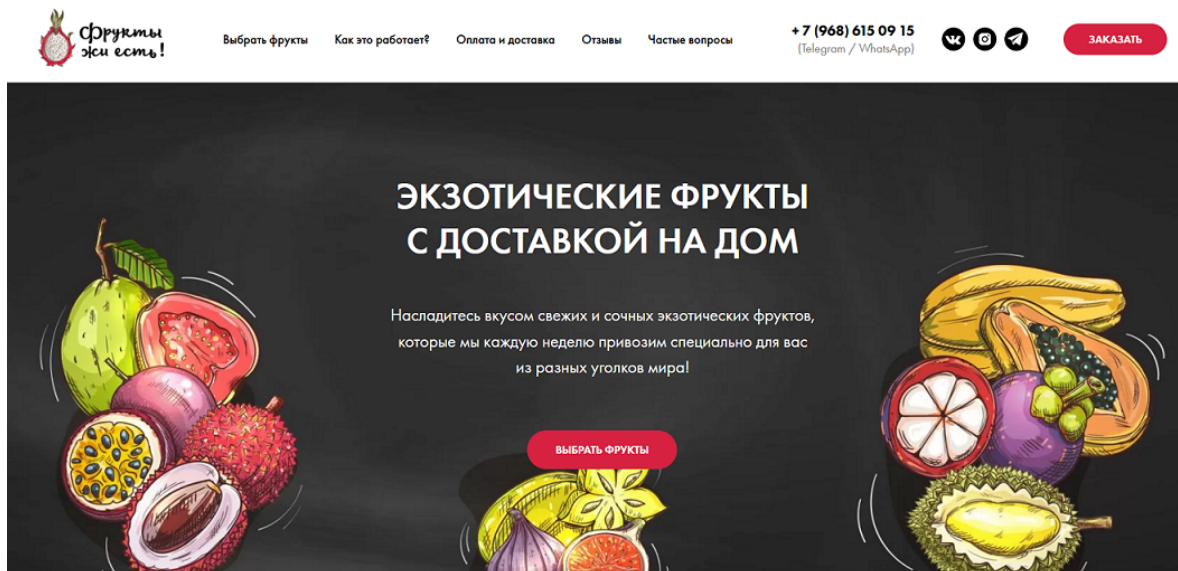 Фрукты
жи есть!
Выбрать фрукты
Как это работает?
Оплата и доставка
Отзывы
Частые вопросы
+ 7 (968) 615 09 15
(Telegram / WhatsApp)
ЗАКАЗАТЬ
ЭКЗОТИЧЕСКИЕ ФРУКТЫ
С ДОСТАВКОЙ НА ДОМ
Насладитесь вкусом свежих и сочных экзотических фруктов,
которые мы каждую неделю привозим специально для вас
из разных уголков мира!
ВЫБРАТЬ ФРУКТЫ